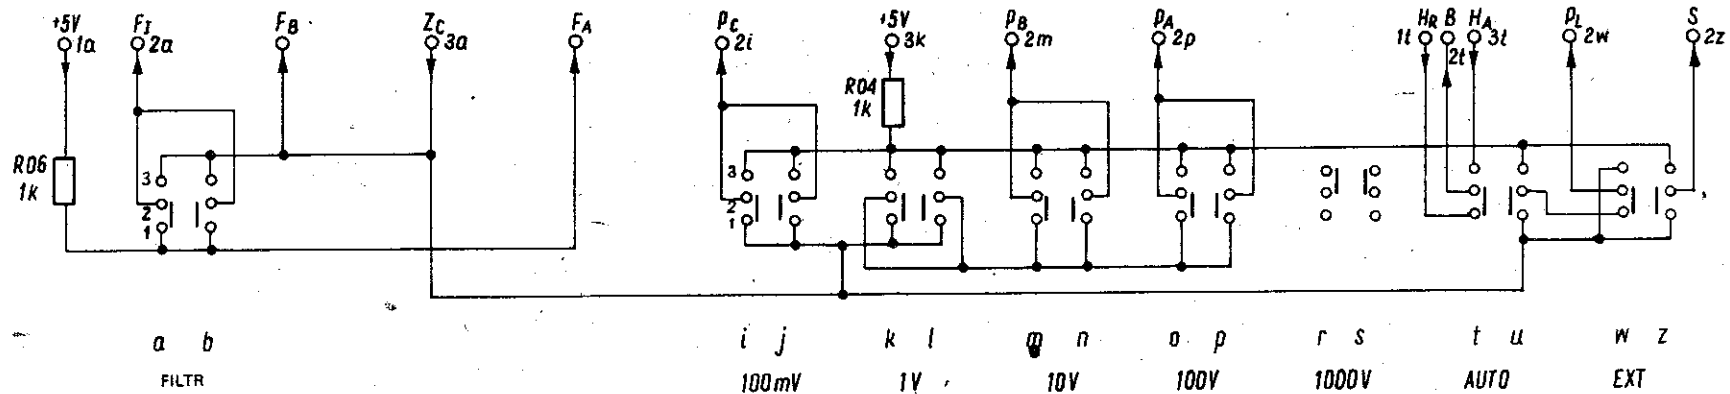 +5V F_I F_B Z_C F_A P_C +5V P_B P_A H_R B H_A P_L S
1a 2a 3a 2i 3k 2m 2p 1t 2t 3t 2w 2z
R04
1k
R06
1k
3
2
1
3
2
1
a b i j k l m n o p r s t u w z
FILTR 100mV 1V 10V 100V 1000V AUTO EXT